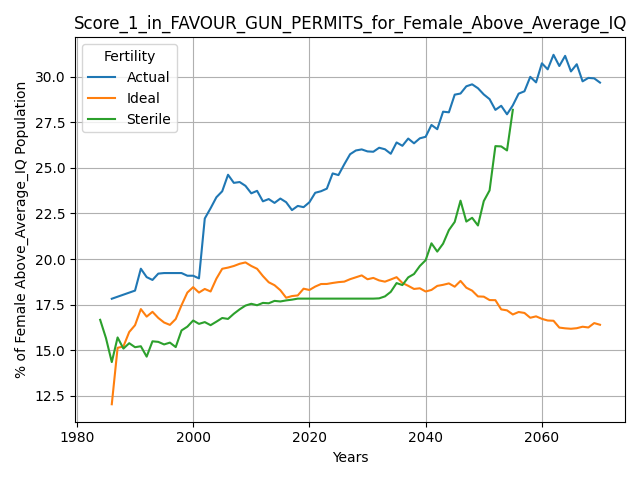 Score_1_in_FAVOUR_GUN_PERMITS_for_Female_Above_Average_IQ
Fertility
Actual
Ideal
Sterile
% of Female Above_Average_IQ Population
30.0
27.5
25.0
22.5
20.0
17.5
15.0
12.5
1980
2000
2020
2040
2060
Years